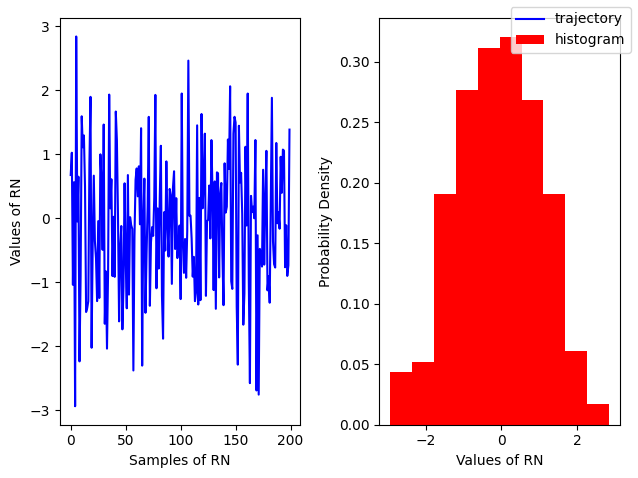 trajectory
histogram
3
2
1
0
−1
−2
−3
Values of RN
0 50 100 150 200
Samples of RN
0.30
0.25
0.20
0.15
0.10
0.05
0.00
Probability Density
−2 0 2
Values of RN